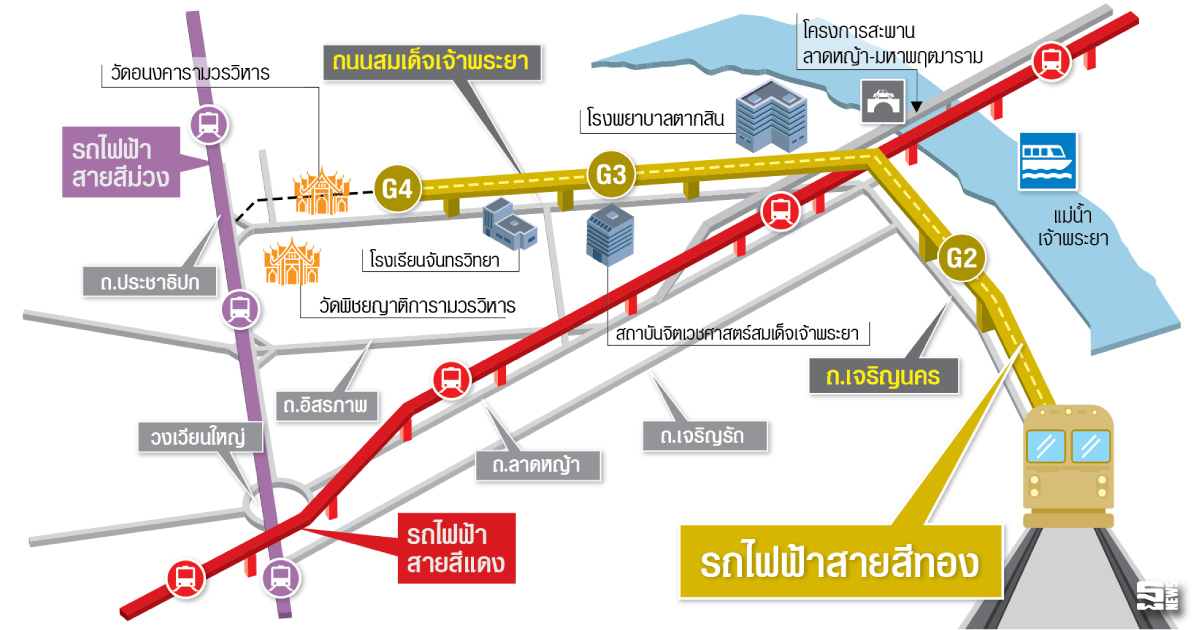 โครงการสะพาน
ลาดหญ้า-มหาพฤฒาราม
ถนนสมเด็จเจ้าพระยา
วัดอนงคารามวรวิหาร
โรงพยาบาลตากสิน
รถไฟฟ้า
สายสีม่วง
G4
G3
G2
แม่น้ำ
เจ้าพระยา
โรงเรียนจันทรวิทยา
ถ.ประชาธิปก
วัดพิชยญาติการามวรวิหาร
สถาบันจิตเวชศาสตร์สมเด็จเจ้าพระยา
ถ.เจริญนคร
ถ.อิสรภาพ
วงเวียนใหญ่
ถ.เจริญรัถ
ถ.ลาดหญ้า
รถไฟฟ้า
สายสีแดง
รถไฟฟ้าสายสีทอง
NEWS